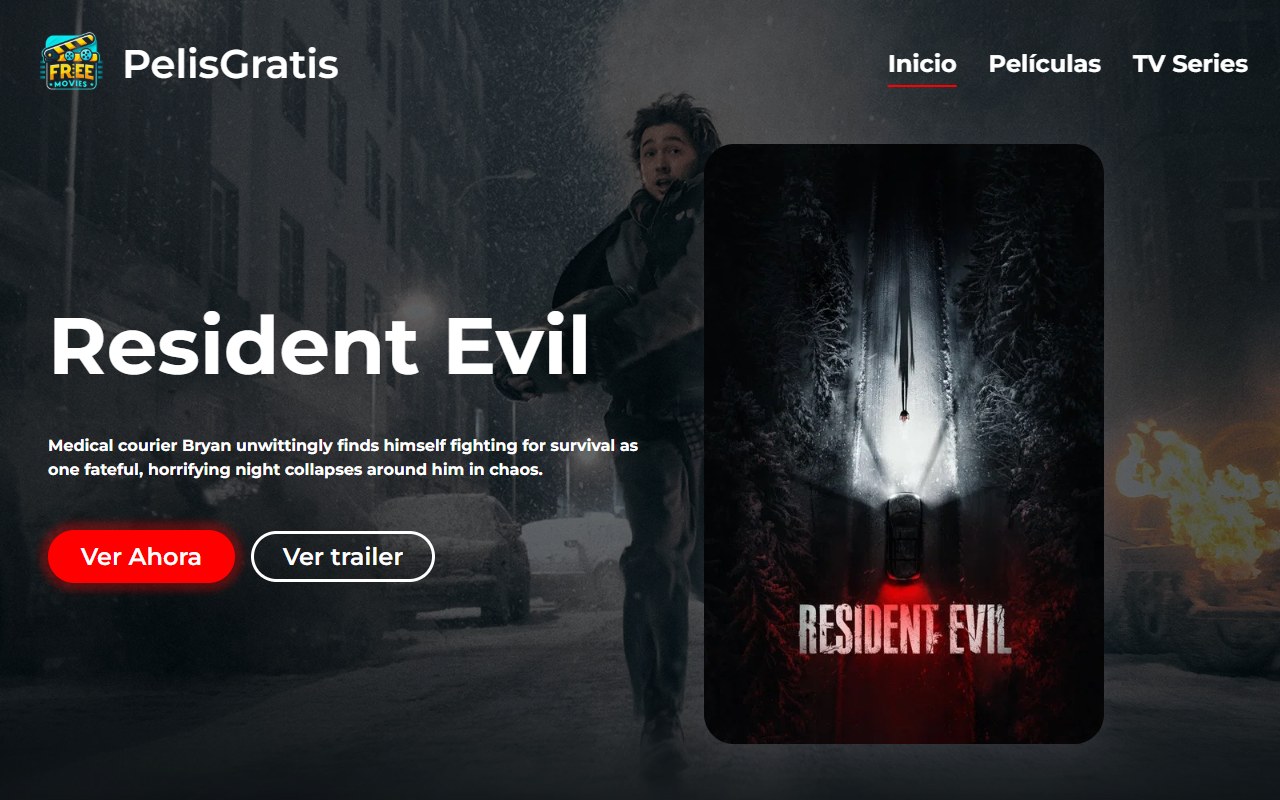 FREE
MOVIES
PelisGratis
Inicio
Películas
TV Series
Resident Evil
Medical courier Bryan unwittingly finds himself fighting for survival as
one fateful, horrifying night collapses around him in chaos.
Ver Ahora
Ver trailer
RESIDENT EVIL